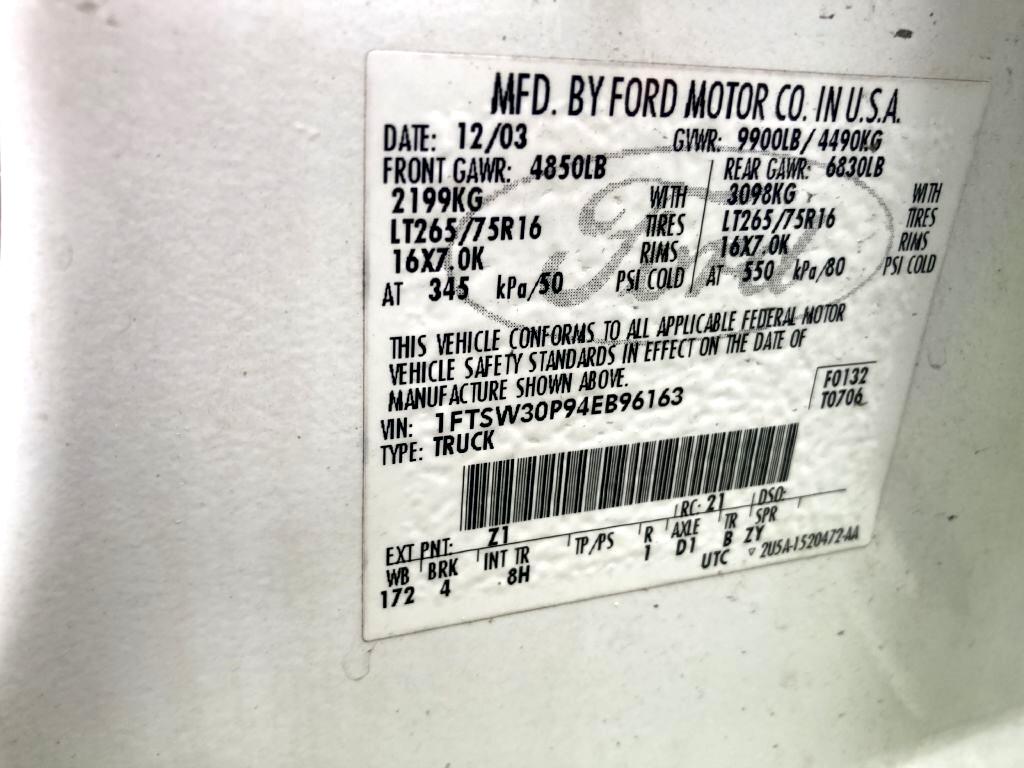 MFD. BY FORD MOTOR CO. IN U.S.A.
DATE: 12/03 GVWR: 9900LB/ 4490KG
FRONT GAWR: 4850LB REAR GAWR: 6830LB
2199KG WITH 3098KG WITH
LT265/75R16 TIRES LT265/75R16 TIRES
16X7.0K RIMS 16X7.0K RIMS
AT 345 kPa/50 PSI COLD AT 550 kPa/80 PSI COLD
Ford
THIS VEHICLE CONFORMS TO ALL APPLICABLE FEDERAL MOTOR
VEHICLE SAFETY STANDARDS IN EFFECT ON THE DATE OF
MANUFACTURE SHOWN ABOVE.
VIN: 1FTSW30P94EB96163
F0132
T0706
TYPE: TRUCK
EXT PNT: Z1 RC: 21 DSO:
WB BRK INT TR TP/PS R AXLE TR SPR
172 4 8H 1 D1 B ZY
UTC ▽ 2U5A-1520472-AA